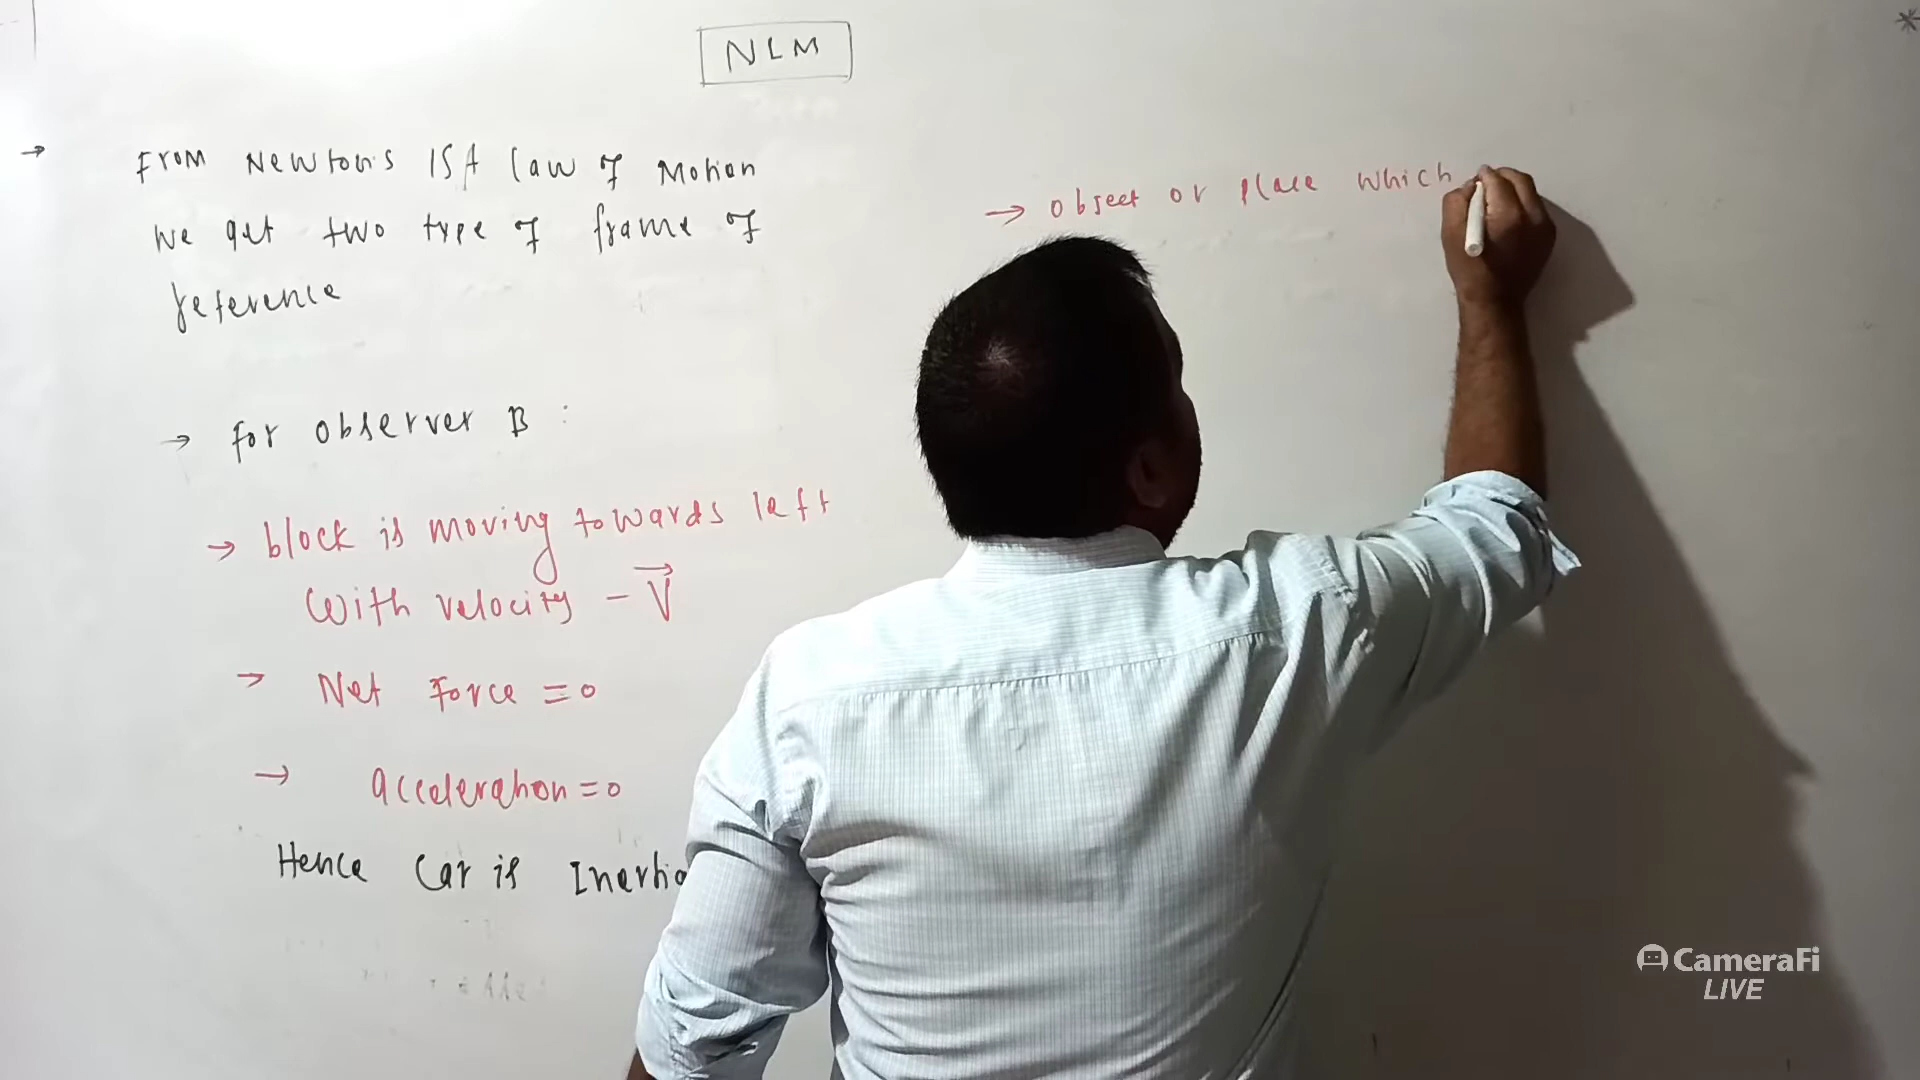 NLM
→ From Newton's 1st law of Motion
we get two type of frame of
reference
→ for observer B :
→ block is moving towards left
with velocity - V⃗
→ Net Force = 0
→ acceleration = 0
Hence Car is Inertia
→ object or place which
CameraFi
LIVE